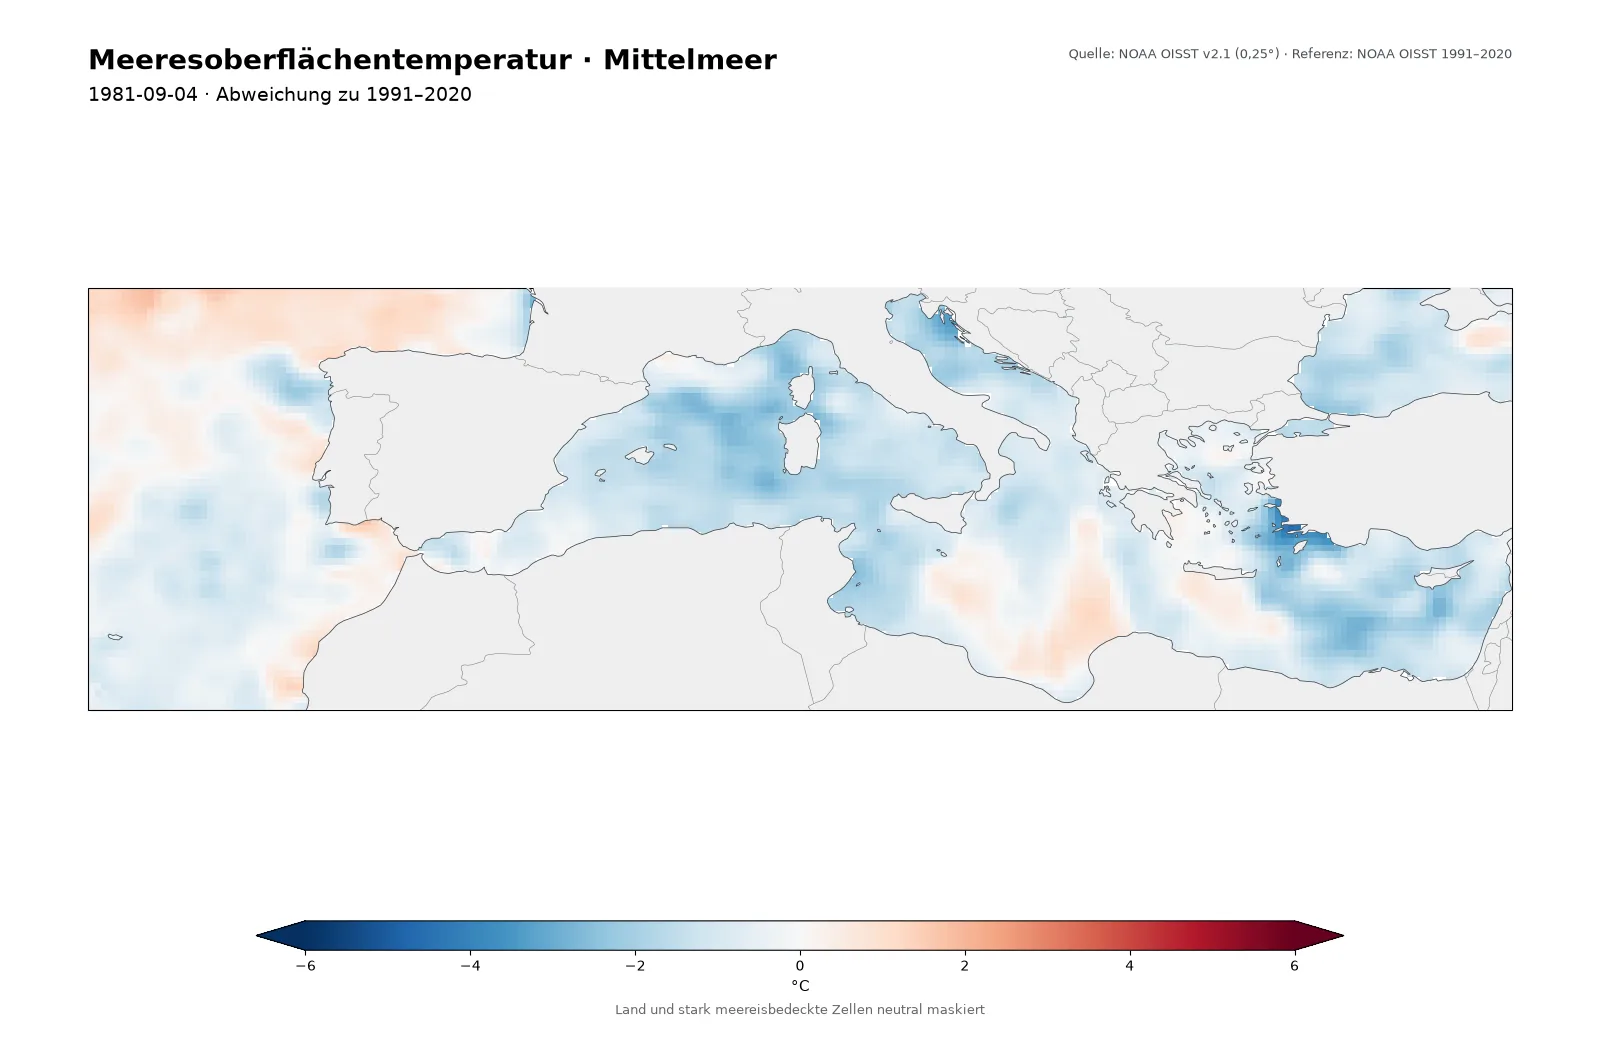 Meeresoberflächentemperatur · Mittelmeer
1981-09-04 · Abweichung zu 1991–2020
Quelle: NOAA OISST v2.1 (0,25°) · Referenz: NOAA OISST 1991–2020
−6 −4 −2 0 2 4 6
°C
Land und stark meereisbedeckte Zellen neutral maskiert